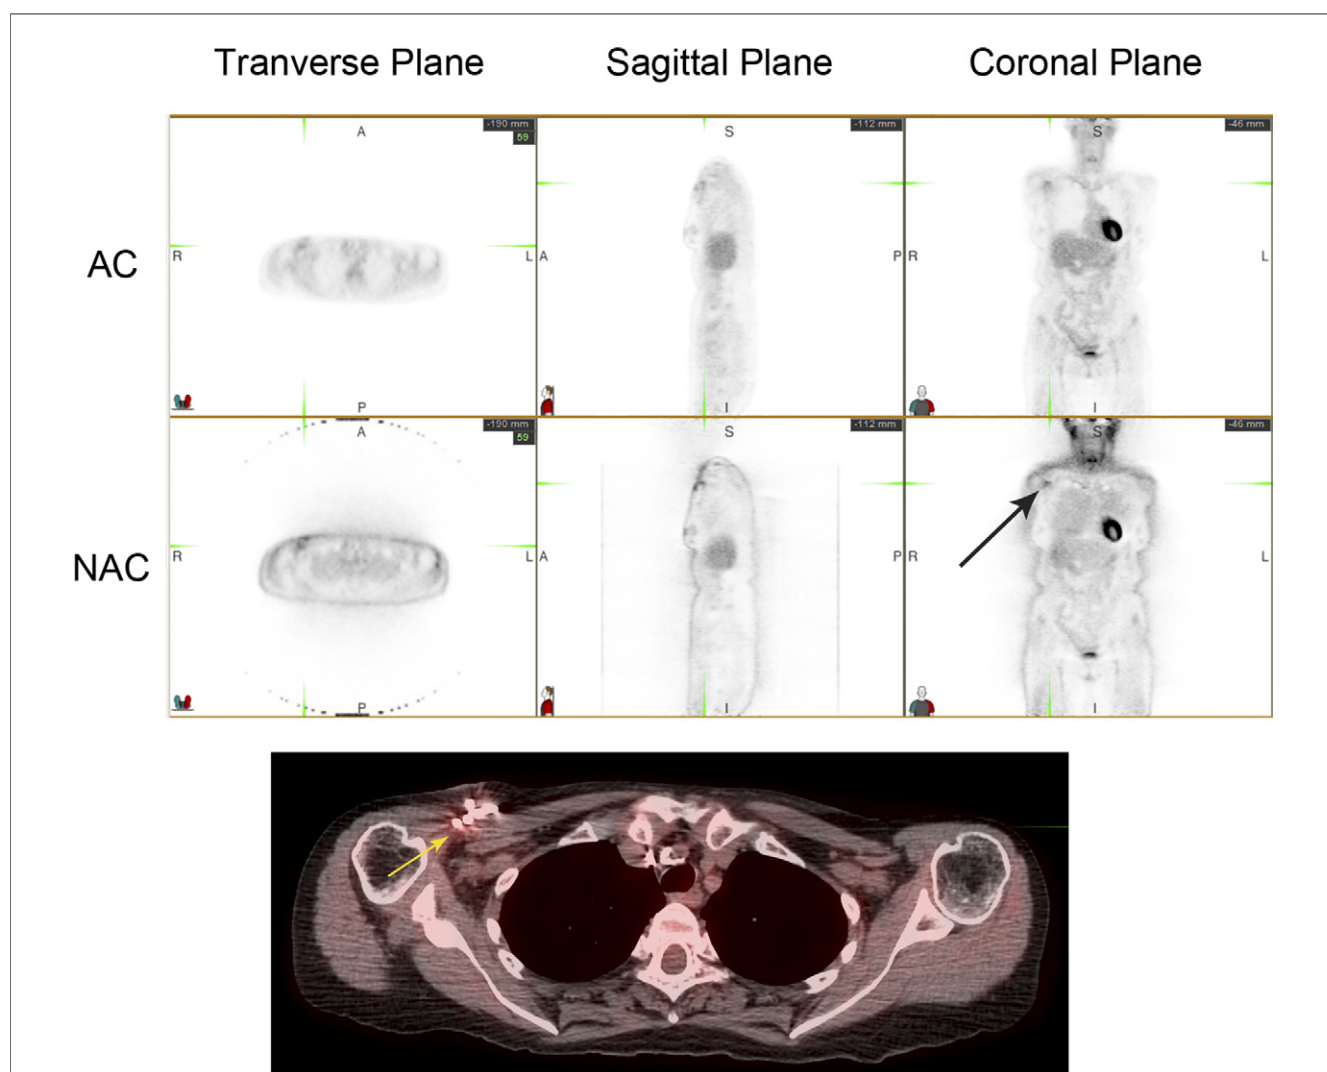 Tranverse Plane Sagittal Plane Coronal Plane
AC
-190 mm
59
A
R
L
P
-112 mm
S
A
P
I
-46 mm
S
R
L
I
NAC
-190 mm
59
A
R
L
P
-112 mm
S
A
P
I
-46 mm
S
R
L
I